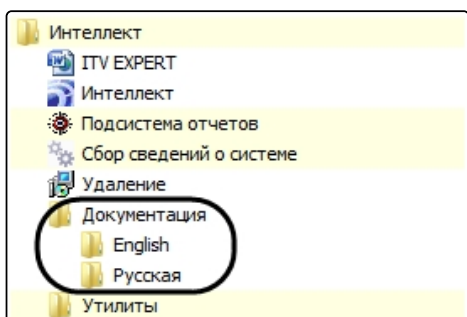 Интеллект
ITV EXPERT
Интеллект
Подсистема отчетов
Сбор сведений о системе
Удаление
Документация
English
Русская
Утилиты